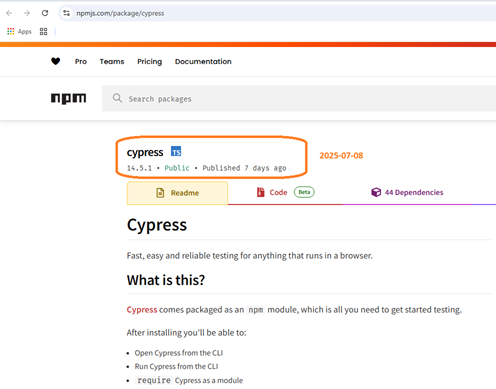 npmjs.com/package/cypress
Apps
Pro Teams Pricing Documentation
npm Search packages
cypress TS
2025-07-08
14.5.1 • Public • Published 7 days ago
Readme Code Beta 44 Dependencies
Cypress
Fast, easy and reliable testing for anything that runs in a browser.
What is this?
Cypress comes packaged as an npm module, which is all you need to get started testing.
After installing you'll be able to:
• Open Cypress from the CLI
• Run Cypress from the CLI
• require Cypress as a module